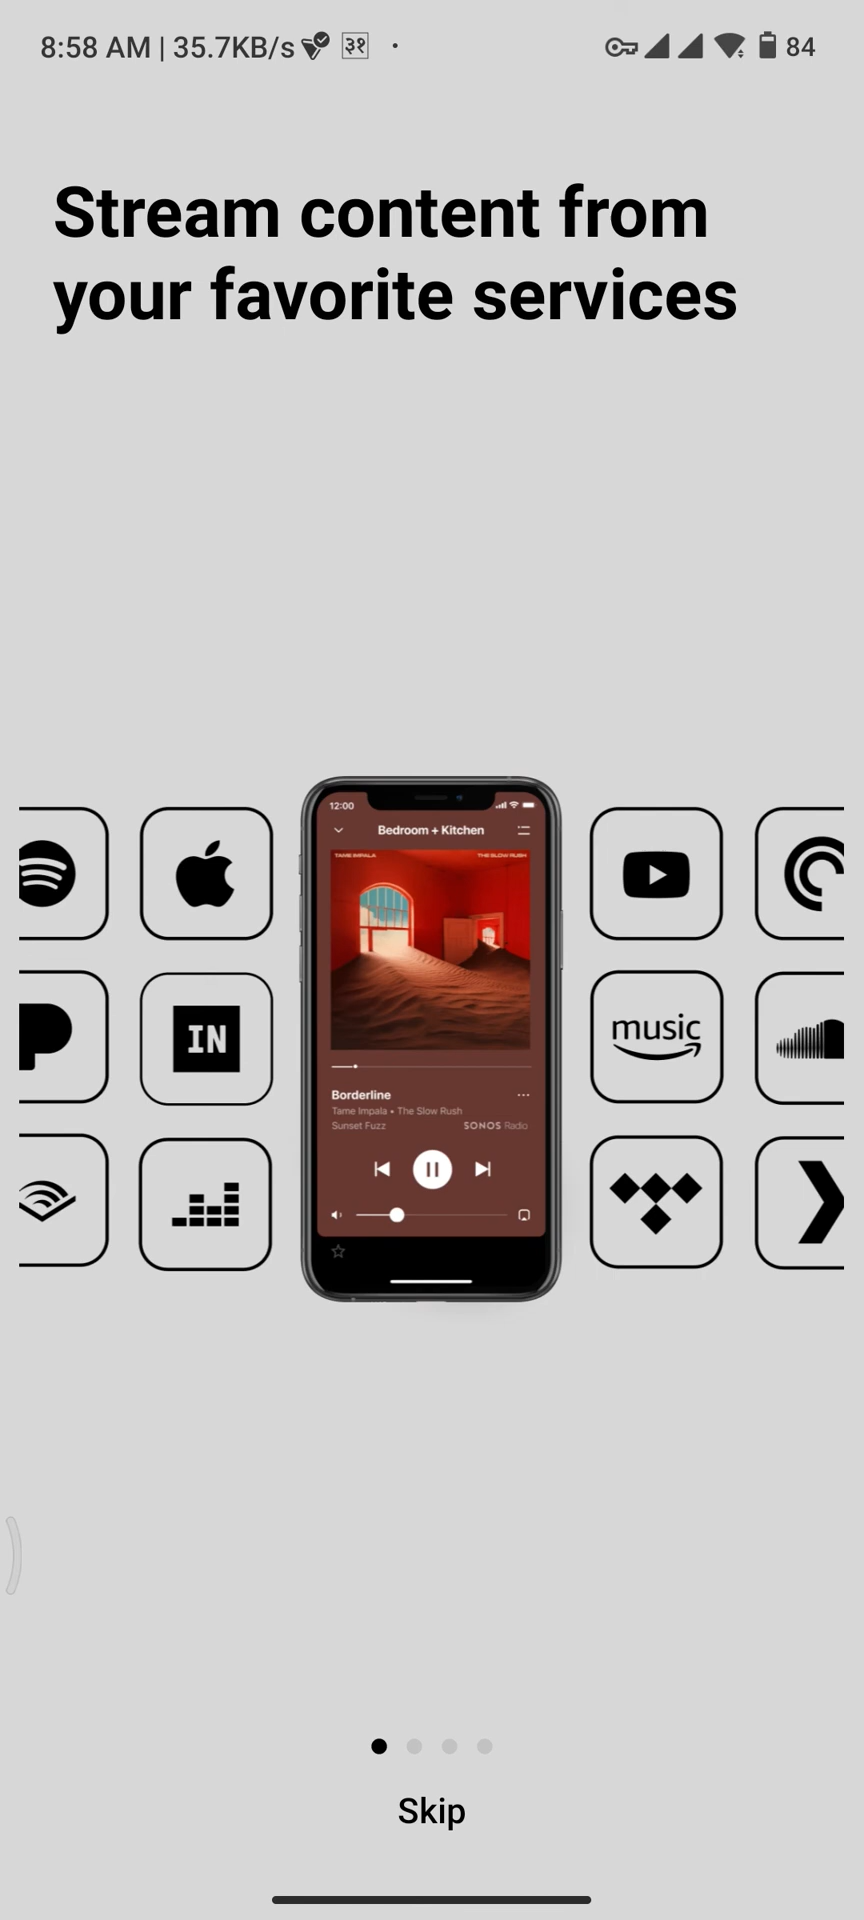 8:58 AM | 35.7KB/s ३१ 84
Stream content from
your favorite services
12:00
Bedroom + Kitchen
TAME IMPALA THE SLOW RUSH
IN
music
Borderline
Tame Impala • The Slow Rush
Sunset Fuzz SONOS Radio
Skip